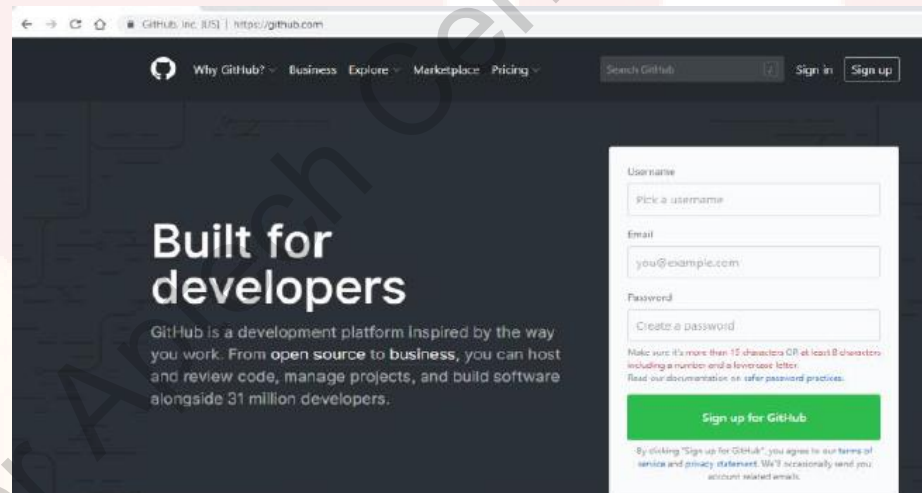 GitHub, Inc. [US] | https://github.com
Why GitHub? Business Explore Marketplace Pricing
Search GitHub / Sign in Sign up
Username
Pick a username
Built for
developers
Email
you@example.com
Password
Create a password
GitHub is a development platform inspired by the way
you work. From open source to business, you can host
and review code, manage projects, and build software
alongside 31 million developers.
Make sure it's more than 15 characters OR at least 8 characters
including a number and a lowercase letter.
Read our documentation on safer password practices.
Sign up for GitHub
By clicking "Sign up for GitHub", you agree to our terms of
service and privacy statement. We'll occasionally send you
account related emails.